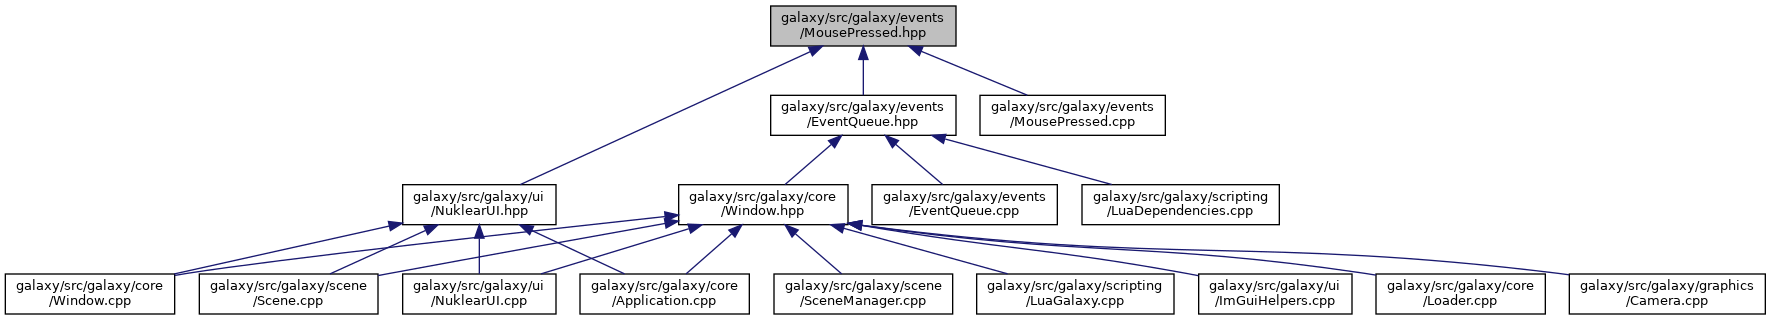 galaxy/src/galaxy/events
/MousePressed.hpp
galaxy/src/galaxy/events
/EventQueue.hpp
galaxy/src/galaxy/events
/MousePressed.cpp
galaxy/src/galaxy/ui
/NuklearUI.hpp
galaxy/src/galaxy/core
/Window.hpp
galaxy/src/galaxy/events
/EventQueue.cpp
galaxy/src/galaxy/scripting
/LuaDependencies.cpp
galaxy/src/galaxy/core
/Window.cpp
galaxy/src/galaxy/scene
/Scene.cpp
galaxy/src/galaxy/ui
/NuklearUI.cpp
galaxy/src/galaxy/core
/Application.cpp
galaxy/src/galaxy/scene
/SceneManager.cpp
galaxy/src/galaxy/scripting
/LuaGalaxy.cpp
galaxy/src/galaxy/ui
/ImGuiHelpers.cpp
galaxy/src/galaxy/core
/Loader.cpp
galaxy/src/galaxy/graphics
/Camera.cpp